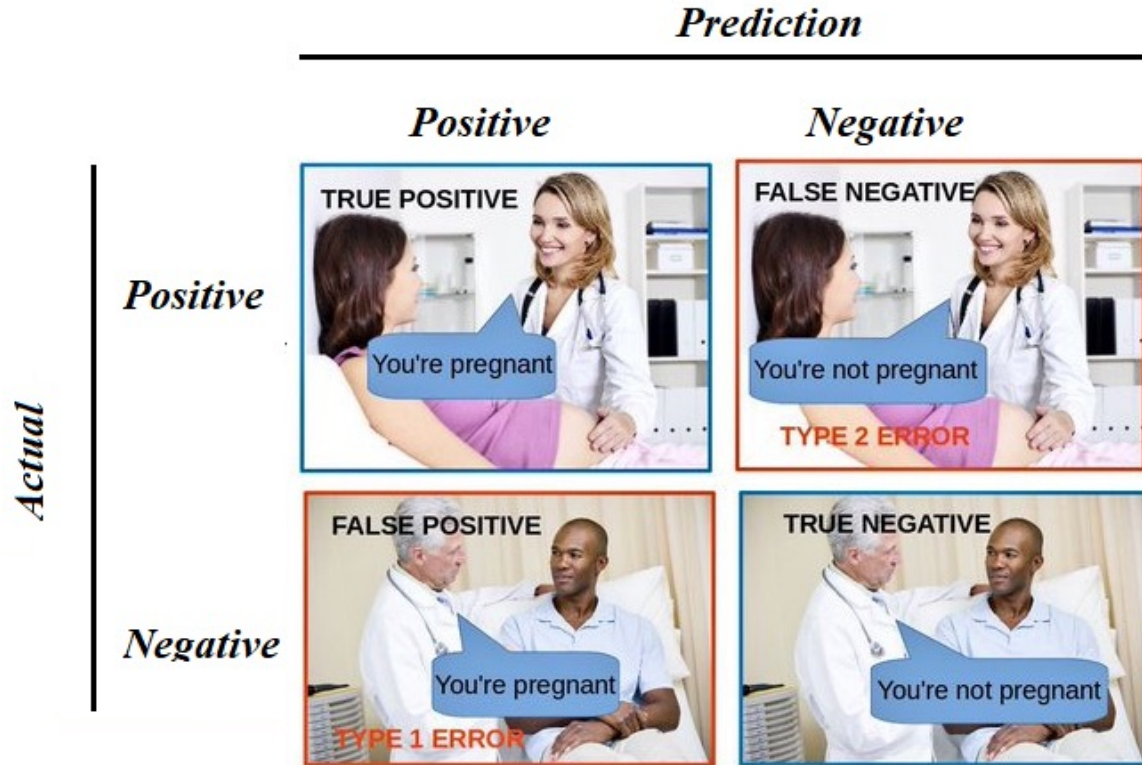 Prediction
Positive
Negative
Actual
Positive
TRUE POSITIVE
You're pregnant
FALSE NEGATIVE
You're not pregnant
TYPE 2 ERROR
Negative
FALSE POSITIVE
You're pregnant
TYPE 1 ERROR
TRUE NEGATIVE
You're not pregnant